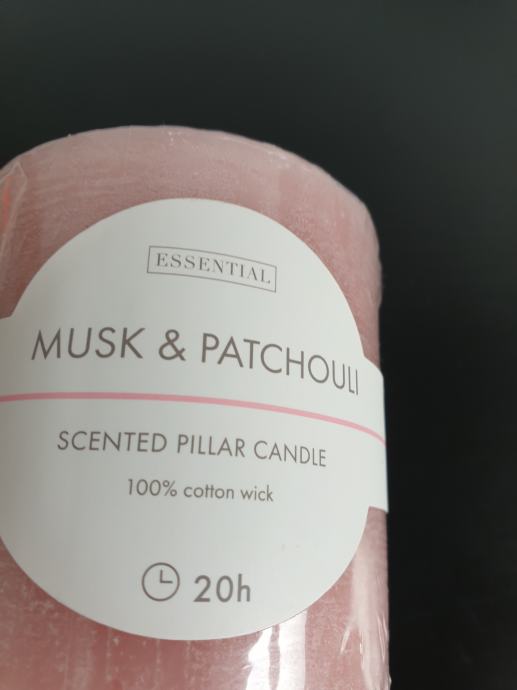 ESSENTIAL
MUSK & PATCHOULI
SCENTED PILLAR CANDLE
100% cotton wick
20h